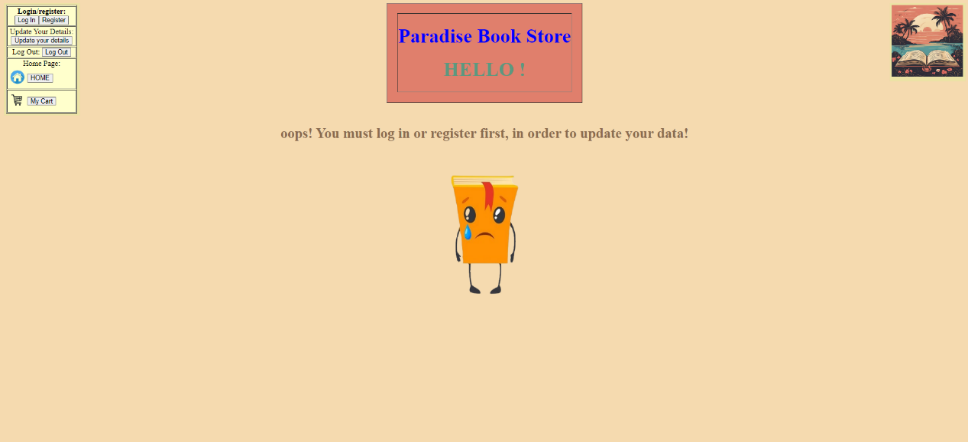 Login/register:
Log In Register
Update Your Details:
Update your details
Log Out: Log Out
Home Page:
HOME
My Cart
Paradise Book Store
HELLO !
oops! You must log in or register first, in order to update your data!